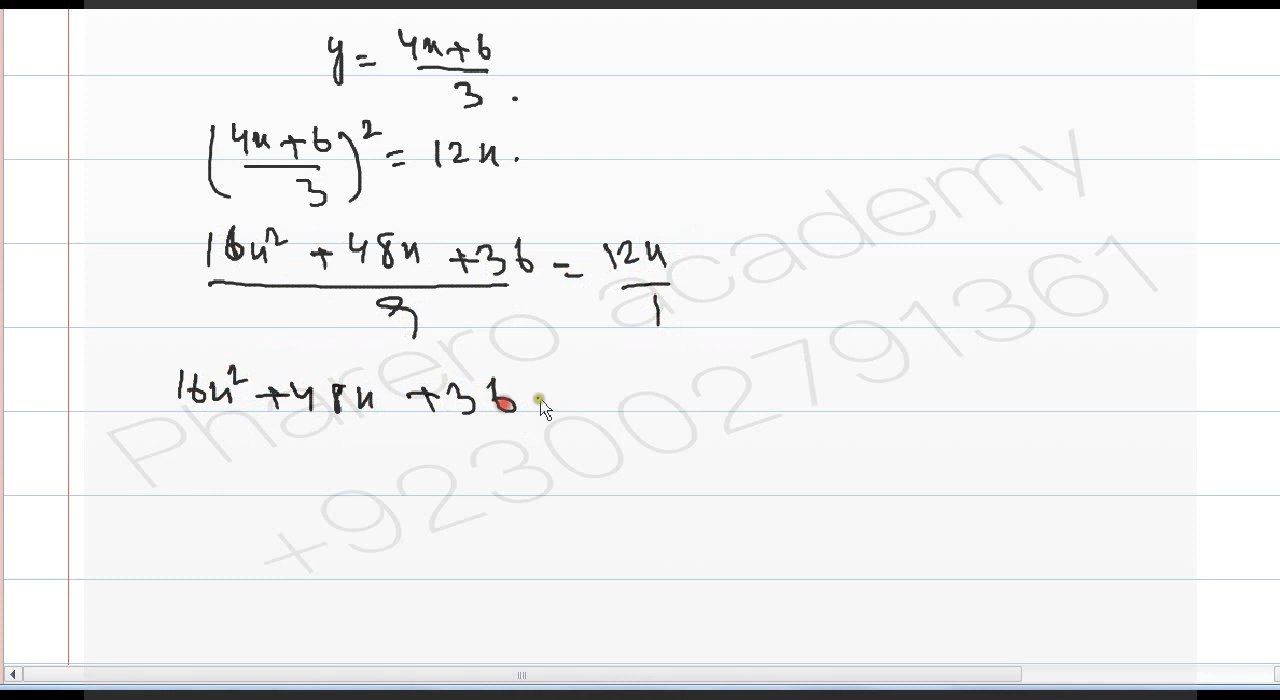 y = 4x+6/3.
(4x+6/3)² = 12x.
16x² + 48x + 36/9 = 12x/1
16x² + 48x + 36
Pharero academy
+923002791361